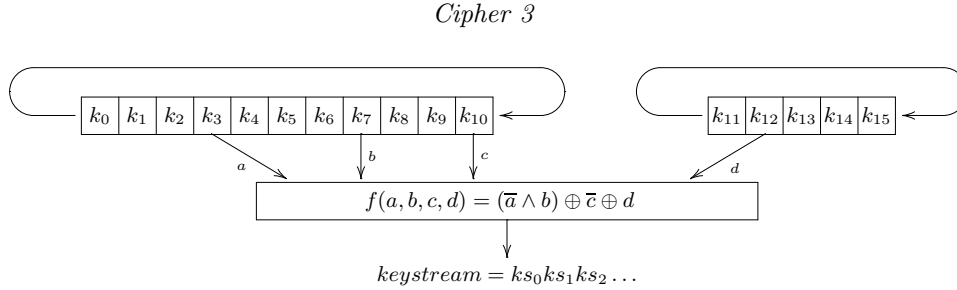 Cipher 3
k₀ k₁ k₂ k₃ k₄ k₅ k₆ k₇ k₈ k₉ k₁₀ k₁₁ k₁₂ k₁₃ k₁₄ k₁₅
a b c d
f(a, b, c, d) = (a̅ ∧ b) ⊕ c̅ ⊕ d
keystream = ks₀ks₁ks₂ …